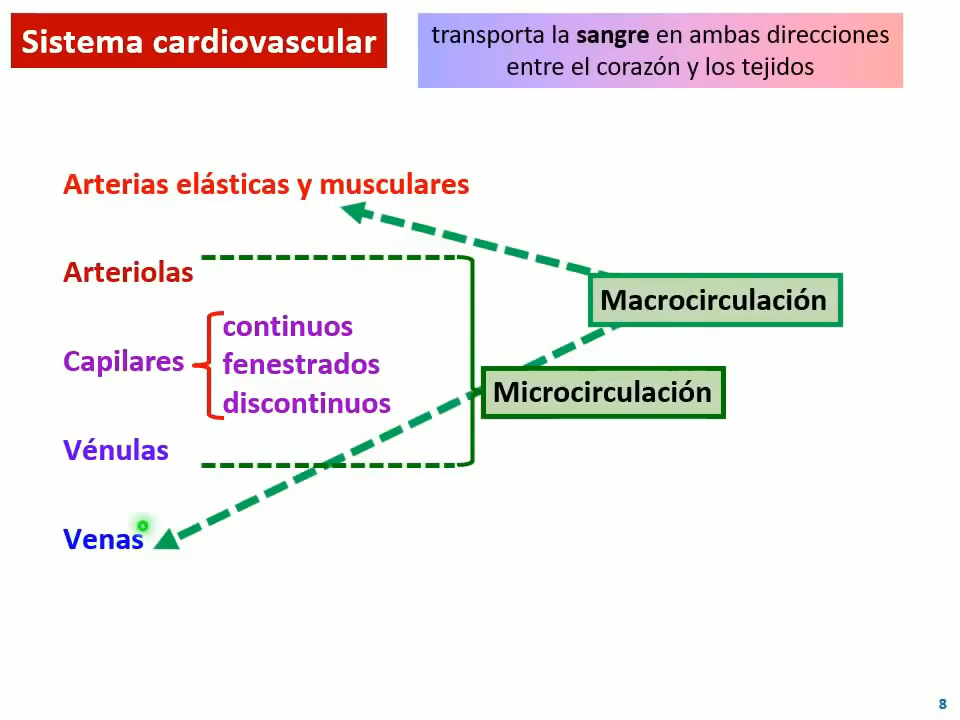 Sistema cardiovascular
transporta la sangre en ambas direcciones
entre el corazón y los tejidos
Arterias elásticas y musculares
Arteriolas
Macrocirculación
continuos
Capilares
fenestrados
discontinuos
Microcirculación
Vénulas
Venas
8